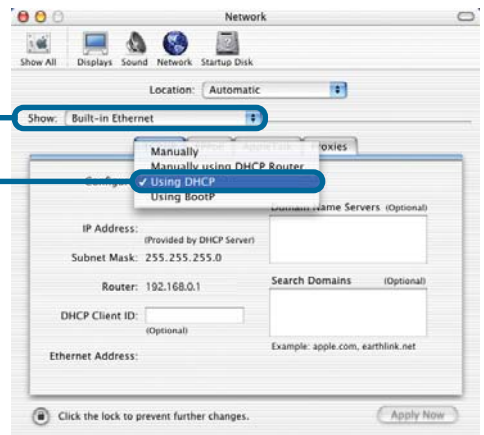 Network
Show All Displays Sound Network Startup Disk
Location: Automatic
Show: Built-in Ethernet
Proxies
Manually
Manually using DHCP Router
✓ Using DHCP
Using BootP
Domain Name Servers (Optional)
IP Address:
(Provided by DHCP Server)
Subnet Mask: 255.255.255.0
Router: 192.168.0.1
Search Domains (Optional)
DHCP Client ID:
(Optional)
Example: apple.com, earthlink.net
Ethernet Address:
Click the lock to prevent further changes.
Apply Now